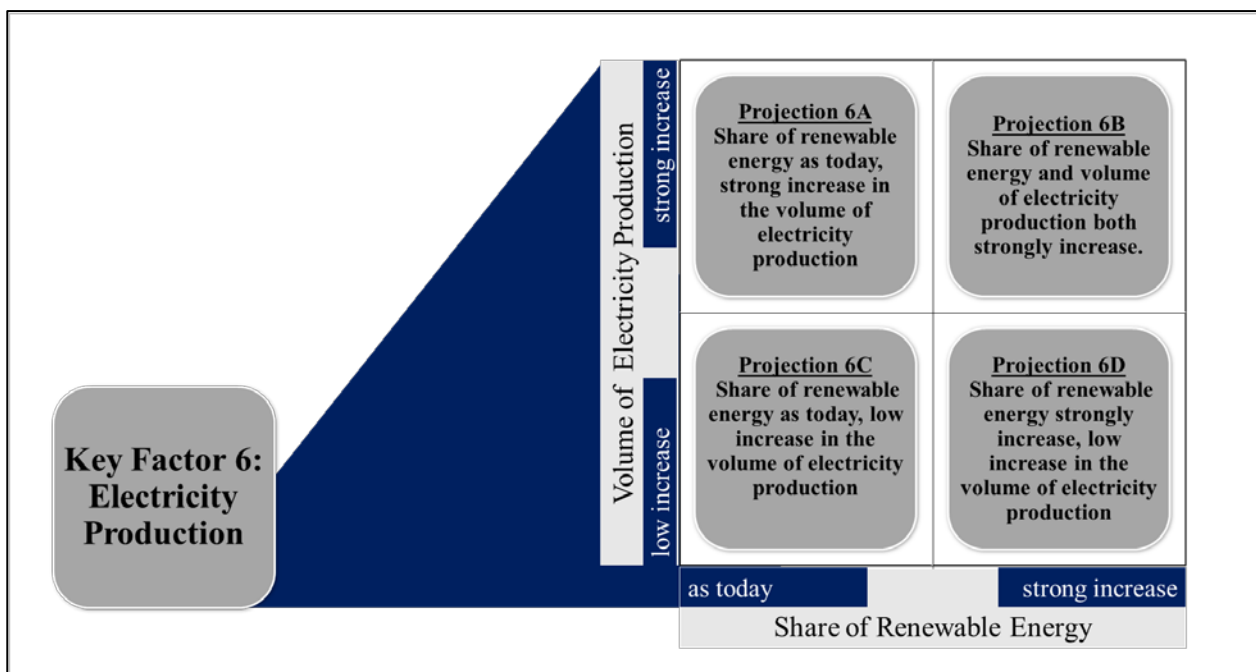 Key Factor 6:
Electricity
Production
Volume of Electricity Production
strong increase
low increase
Projection 6A
Share of renewable
energy as today,
strong increase in
the volume of
electricity
production
Projection 6B
Share of renewable
energy and volume
of electricity
production both
strongly increase.
Projection 6C
Share of renewable
energy as today, low
increase in the
volume of electricity
production
Projection 6D
Share of renewable
energy strongly
increase, low
increase in the
volume of electricity
production
as today
strong increase
Share of Renewable Energy